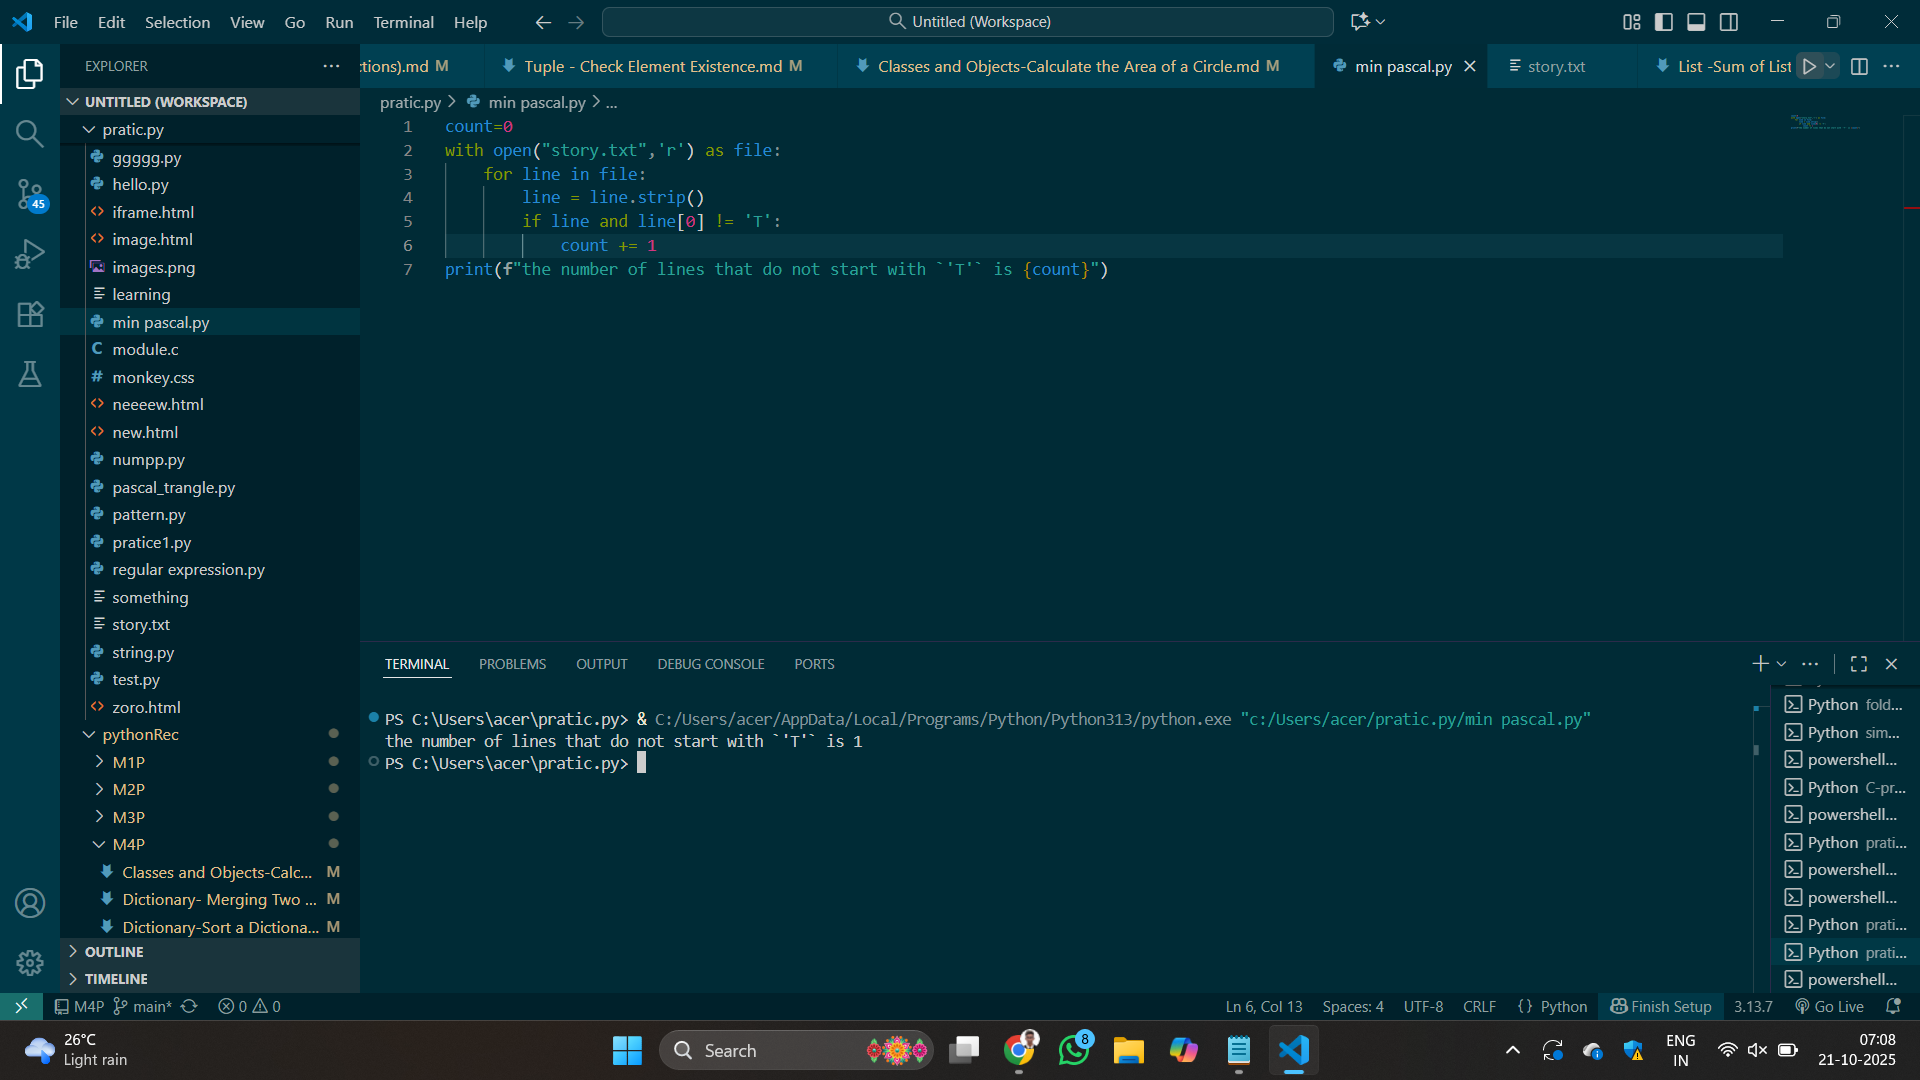 File Edit Selection View Go Run Terminal Help
Untitled (Workspace)
EXPLORER
UNTITLED (WORKSPACE)
pratic.py
ggggg.py
hello.py
iframe.html
image.html
images.png
learning
min pascal.py
module.c
monkey.css
neeeew.html
new.html
numpp.py
pascal_trangle.py
pattern.py
pratice1.py
regular expression.py
something
story.txt
string.py
test.py
zoro.html
pythonRec
M1P
M2P
M3P
M4P
Classes and Objects-Calc... M
Dictionary- Merging Two ... M
Dictionary-Sort a Dictiona... M
OUTLINE
TIMELINE
45
ctions).md M
Tuple - Check Element Existence.md M
Classes and Objects-Calculate the Area of a Circle.md M
min pascal.py
story.txt
List -Sum of List
pratic.py > min pascal.py > ...
1 count=0
2 with open("story.txt",'r') as file:
3 for line in file:
4 line = line.strip()
5 if line and line[0] != 'T':
6 count += 1
7 print(f"the number of lines that do not start with `'T'` is {count}")
TERMINAL PROBLEMS OUTPUT DEBUG CONSOLE PORTS
PS C:\Users\acer\pratic.py> & C:/Users/acer/AppData/Local/Programs/Python/Python313/python.exe "c:/Users/acer/pratic.py/min pascal.py"
the number of lines that do not start with `'T'` is 1
PS C:\Users\acer\pratic.py>
Python fold...
Python sim...
powershell...
Python C-pr...
powershell...
Python prati...
powershell...
powershell...
Python prati...
Python prati...
powershell...
M4P main* 0 0
Ln 6, Col 13 Spaces: 4 UTF-8 CRLF {} Python Finish Setup 3.13.7 Go Live
26°C
Light rain
Search
8
ENG
IN
07:08
21-10-2025